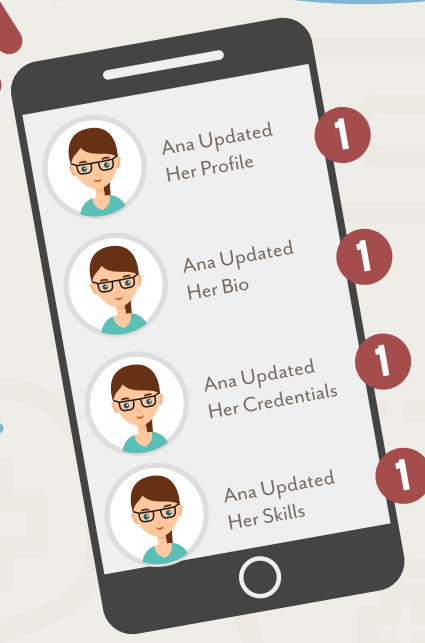 Ana Updated
Her Profile
1
Ana Updated
Her Bio
1
Ana Updated
Her Credentials
1
Ana Updated
Her Skills
1